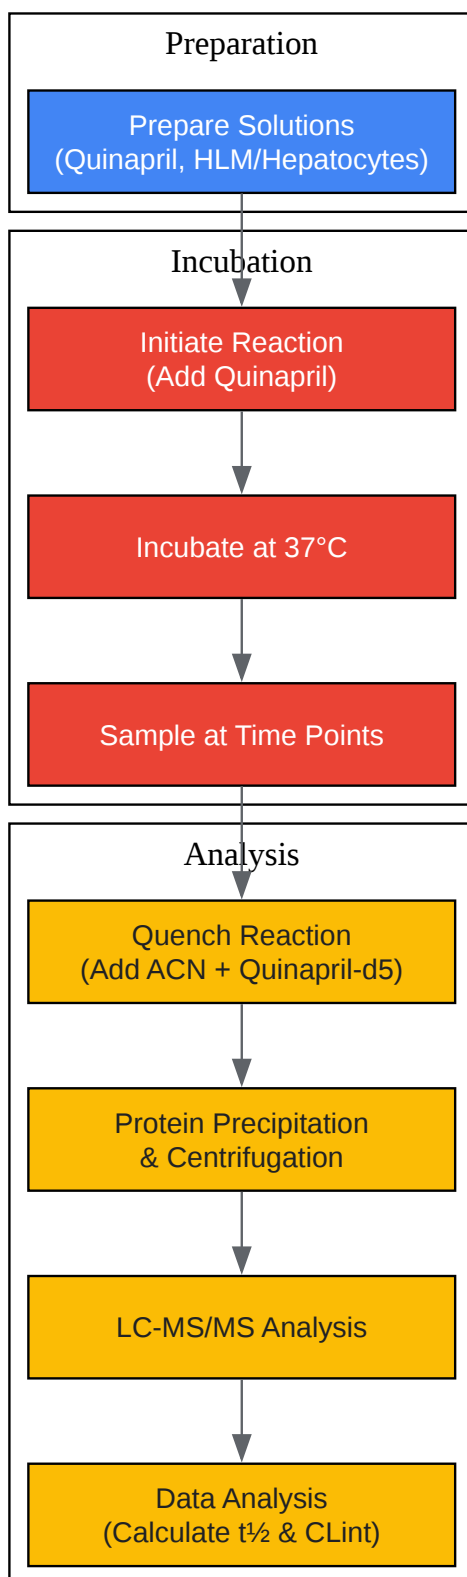 Preparation
Prepare Solutions
(Quinapril, HLM/Hepatocytes)
Incubation
Initiate Reaction
(Add Quinapril)
Incubate at 37°C
Sample at Time Points
Analysis
Quench Reaction
(Add ACN + Quinapril-d5)
Protein Precipitation
& Centrifugation
LC-MS/MS Analysis
Data Analysis
(Calculate t½ & CLint)